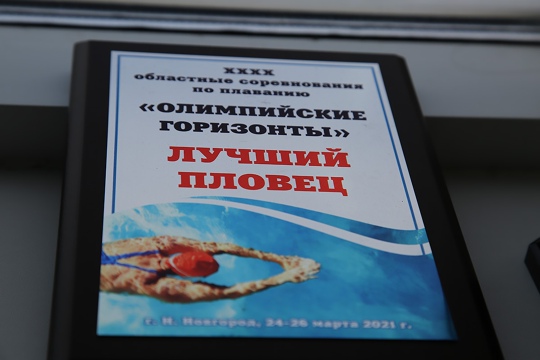 XXXX
областные соревнования
по плаванию
«ОЛИМПИЙСКИЕ
ГОРИЗОНТЫ»
ЛУЧШИЙ
ПЛОВЕЦ
г. Н. Новгород, 24-26 марта 2021 г.